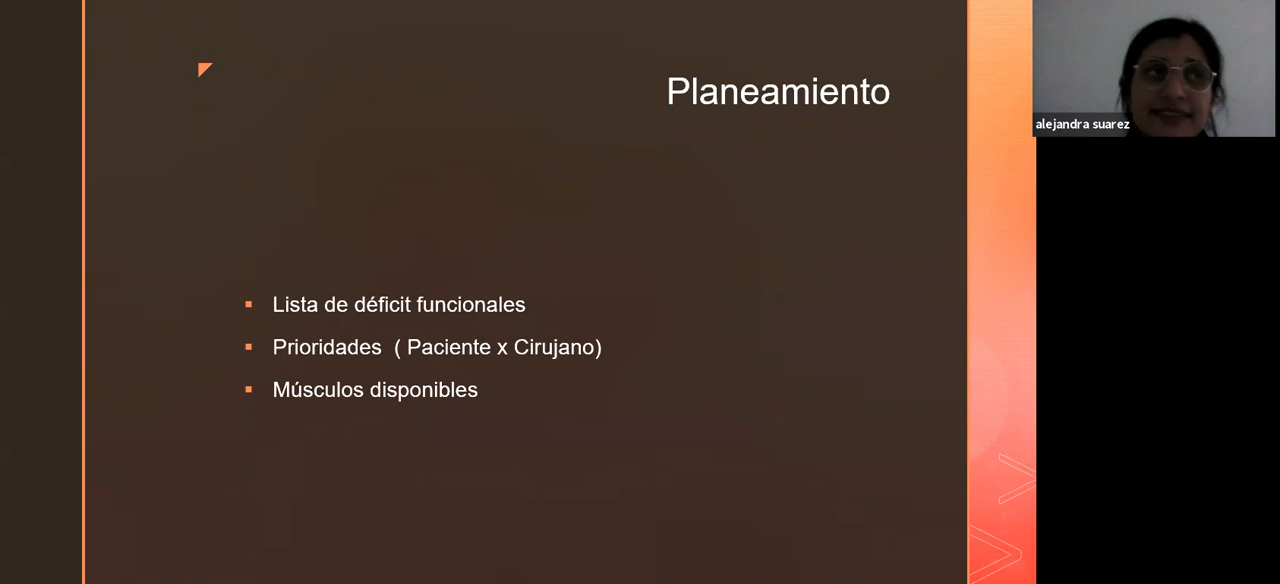 Planeamiento
alejandra suarez
Lista de déficit funcionales
Prioridades  ( Paciente x Cirujano)
Músculos disponibles